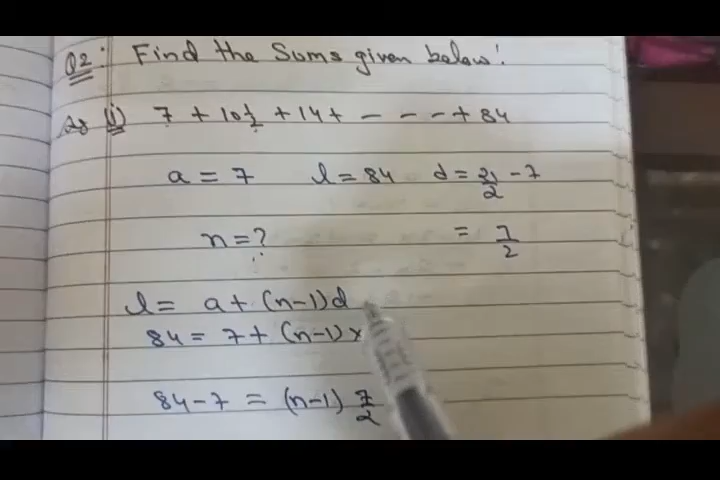 Q2: Find the Sums given below:
(i) 7 + 10½ + 14 + - - - + 84
a = 7 l = 84 d = 21/2 - 7
n = ? = 7/2
l = a + (n-1)d
84 = 7 + (n-1)×
84 - 7 = (n-1) 7/2